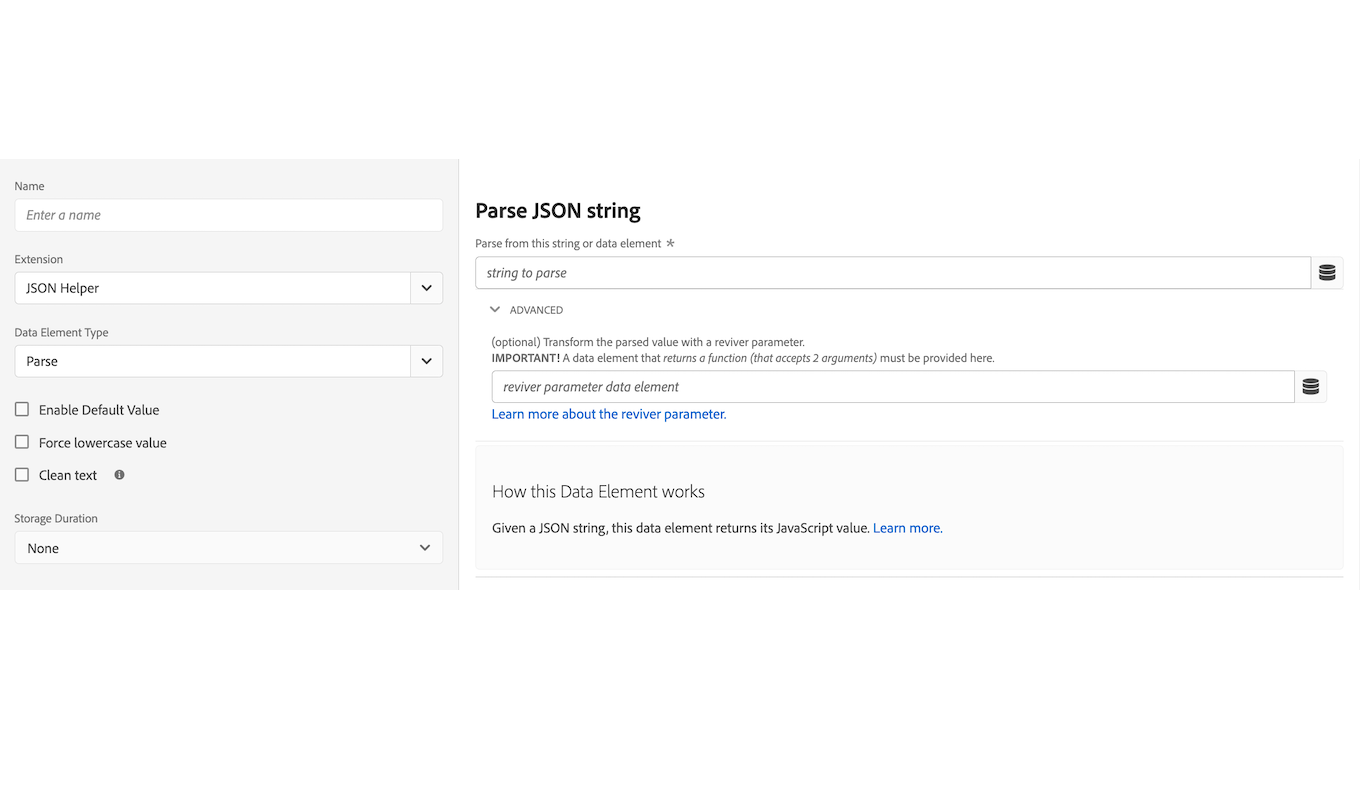 Name
Enter a name
Extension
JSON Helper
Data Element Type
Parse
Enable Default Value
Force lowercase value
Clean text
Storage Duration
None
Parse JSON string
Parse from this string or data element *
string to parse
ADVANCED
(optional) Transform the parsed value with a reviver parameter.
IMPORTANT! A data element that returns a function (that accepts 2 arguments) must be provided here.
reviver parameter data element
Learn more about the reviver parameter.
How this Data Element works
Given a JSON string, this data element returns its JavaScript value. Learn more.